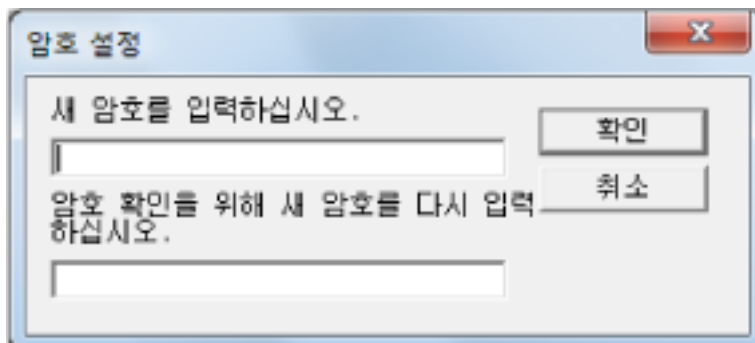 암호 설정
새 암호를 입력하십시오.
확인
취소
암호 확인을 위해 새 암호를 다시 입력
하십시오.